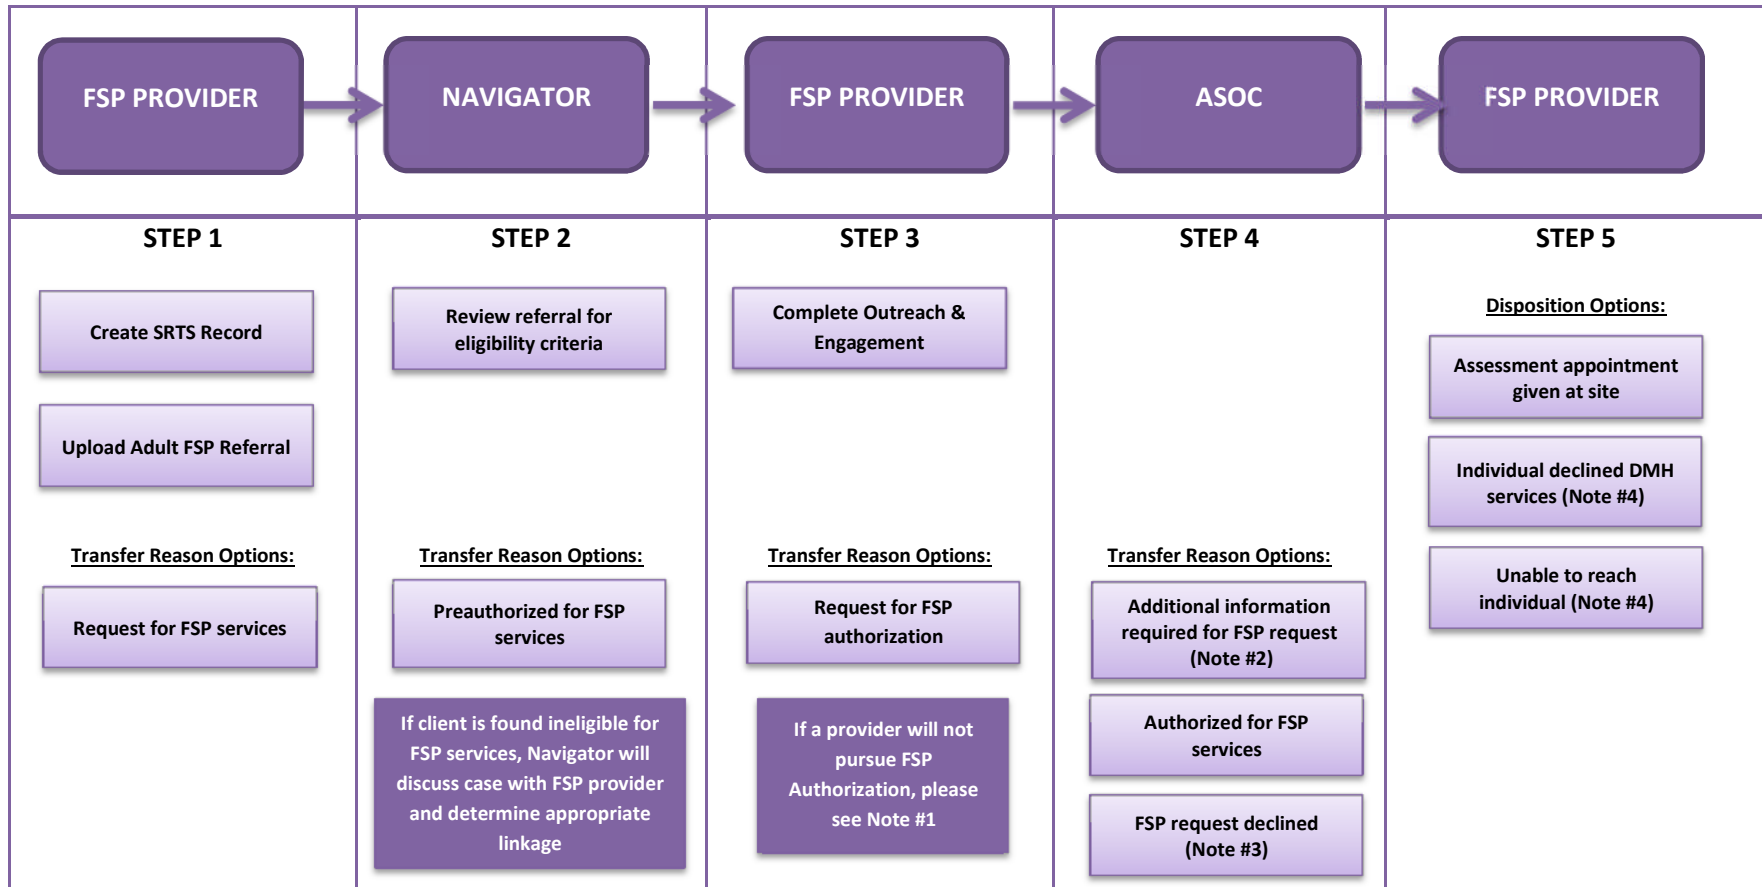 FSP PROVIDER
NAVIGATOR
FSP PROVIDER
ASOC
FSP PROVIDER
STEP 1
Create SRTS Record
Upload Adult FSP Referral
Transfer Reason Options:
Request for FSP services
STEP 2
Review referral for
eligibility criteria
Transfer Reason Options:
Preauthorized for FSP
services
If client is found ineligible for
FSP services, Navigator will
discuss case with FSP provider
and determine appropriate
linkage
STEP 3
Complete Outreach &
Engagement
Transfer Reason Options:
Request for FSP
authorization
If a provider will not
pursue FSP
Authorization, please
see Note #1
STEP 4
Transfer Reason Options:
Additional information
required for FSP request
(Note #2)
Authorized for FSP
services
FSP request declined
(Note #3)
STEP 5
Disposition Options:
Assessment appointment
given at site
Individual declined DMH
services (Note #4)
Unable to reach
individual (Note #4)